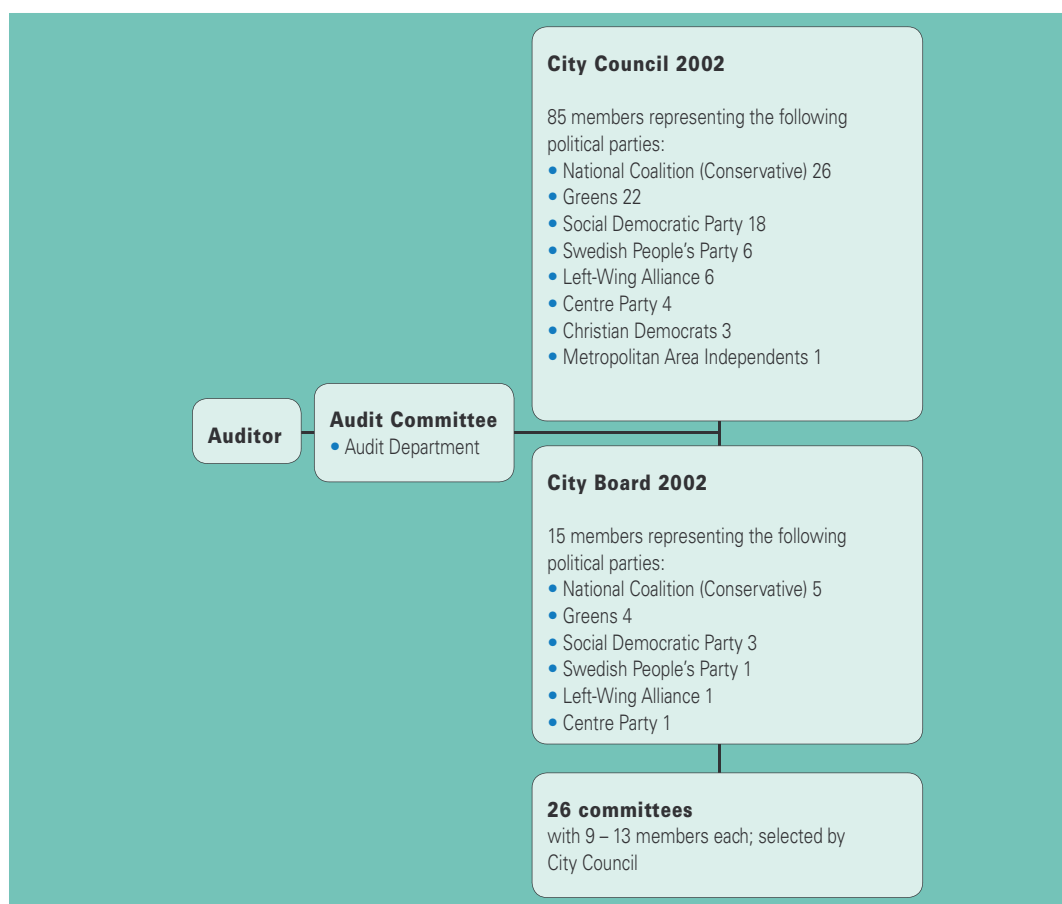 City Council 2002
85 members representing the following
political parties:
• National Coalition (Conservative) 26
• Greens 22
• Social Democratic Party 18
• Swedish People's Party 6
• Left-Wing Alliance 6
• Centre Party 4
• Christian Democrats 3
• Metropolitan Area Independents 1
Auditor
Audit Committee
• Audit Department
City Board 2002
15 members representing the following
political parties:
• National Coalition (Conservative) 5
• Greens 4
• Social Democratic Party 3
• Swedish People's Party 1
• Left-Wing Alliance 1
• Centre Party 1
26 committees
with 9 – 13 members each; selected by
City Council